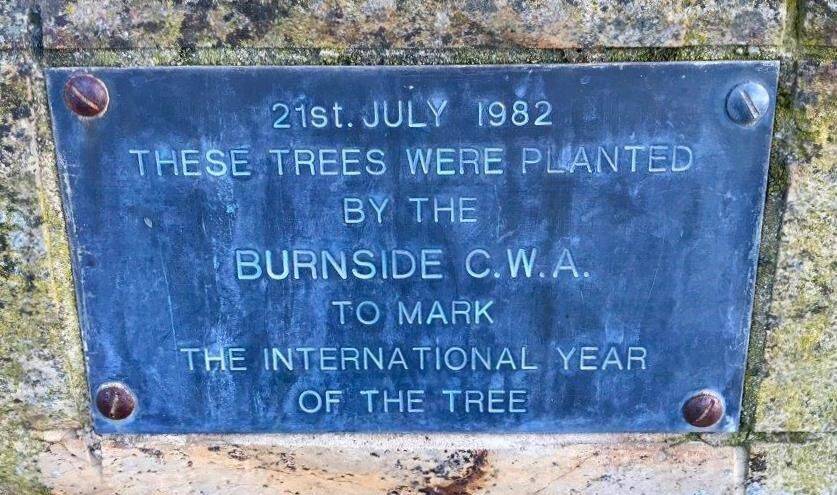 21st. JULY 1982
THESE TREES WERE PLANTED
BY THE
BURNSIDE C.W.A.
TO MARK
THE INTERNATIONAL YEAR
OF THE TREE